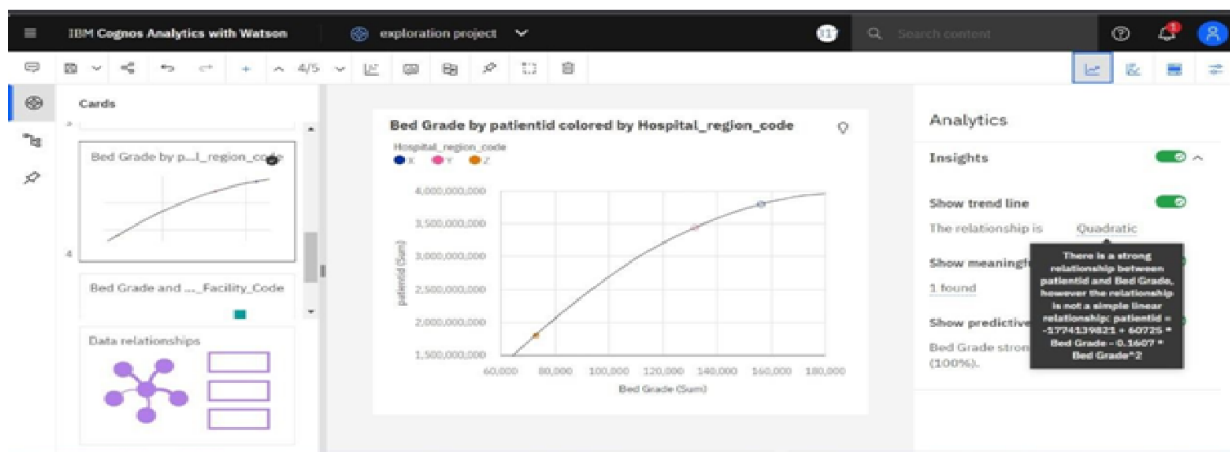 IBM Cognos Analytics with Watson
exploration project
Search content
4/5
Cards
Bed Grade by p...l_region_code
4
Bed Grade and ..._Facility_Code
Data relationships
Bed Grade by patientid colored by Hospital_region_code
Hospital_region_code
X Y Z
patientid (Sum)
4,000,000,000
3,500,000,000
3,000,000,000
2,500,000,000
2,000,000,000
1,500,000,000
60,000 80,000 100,000 120,000 140,000 160,000 180,000
Bed Grade (Sum)
Analytics
Insights
Show trend line
The relationship is Quadratic
Show meaningf
1 found
Show predictive
Bed Grade stron
(100%).
There is a strong
relationship between
patientid and Bed Grade,
however the relationship
is not a simple linear
relationship: patientid =
-1774139821 + 60725 *
Bed Grade - 0.1607 *
Bed Grade^2